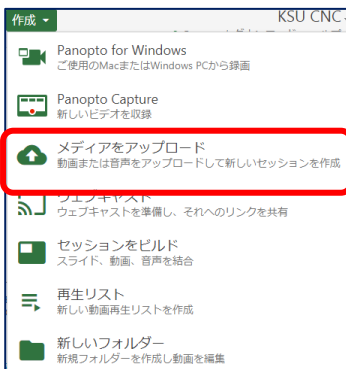 作成
KSU CNC
Panopto for Windows
ご使用のMacまたはWindows PCから録画
Panopto Capture
新しいビデオを収録
メディアをアップロード
動画または音声をアップロードして新しいセッションを作成
ウェブキャスト
ウェブキャストを準備し、それへのリンクを共有
セッションをビルド
スライド、動画、音声を結合
再生リスト
新しい動画再生リストを作成
新しいフォルダー
新規フォルダーを作成し動画を編集